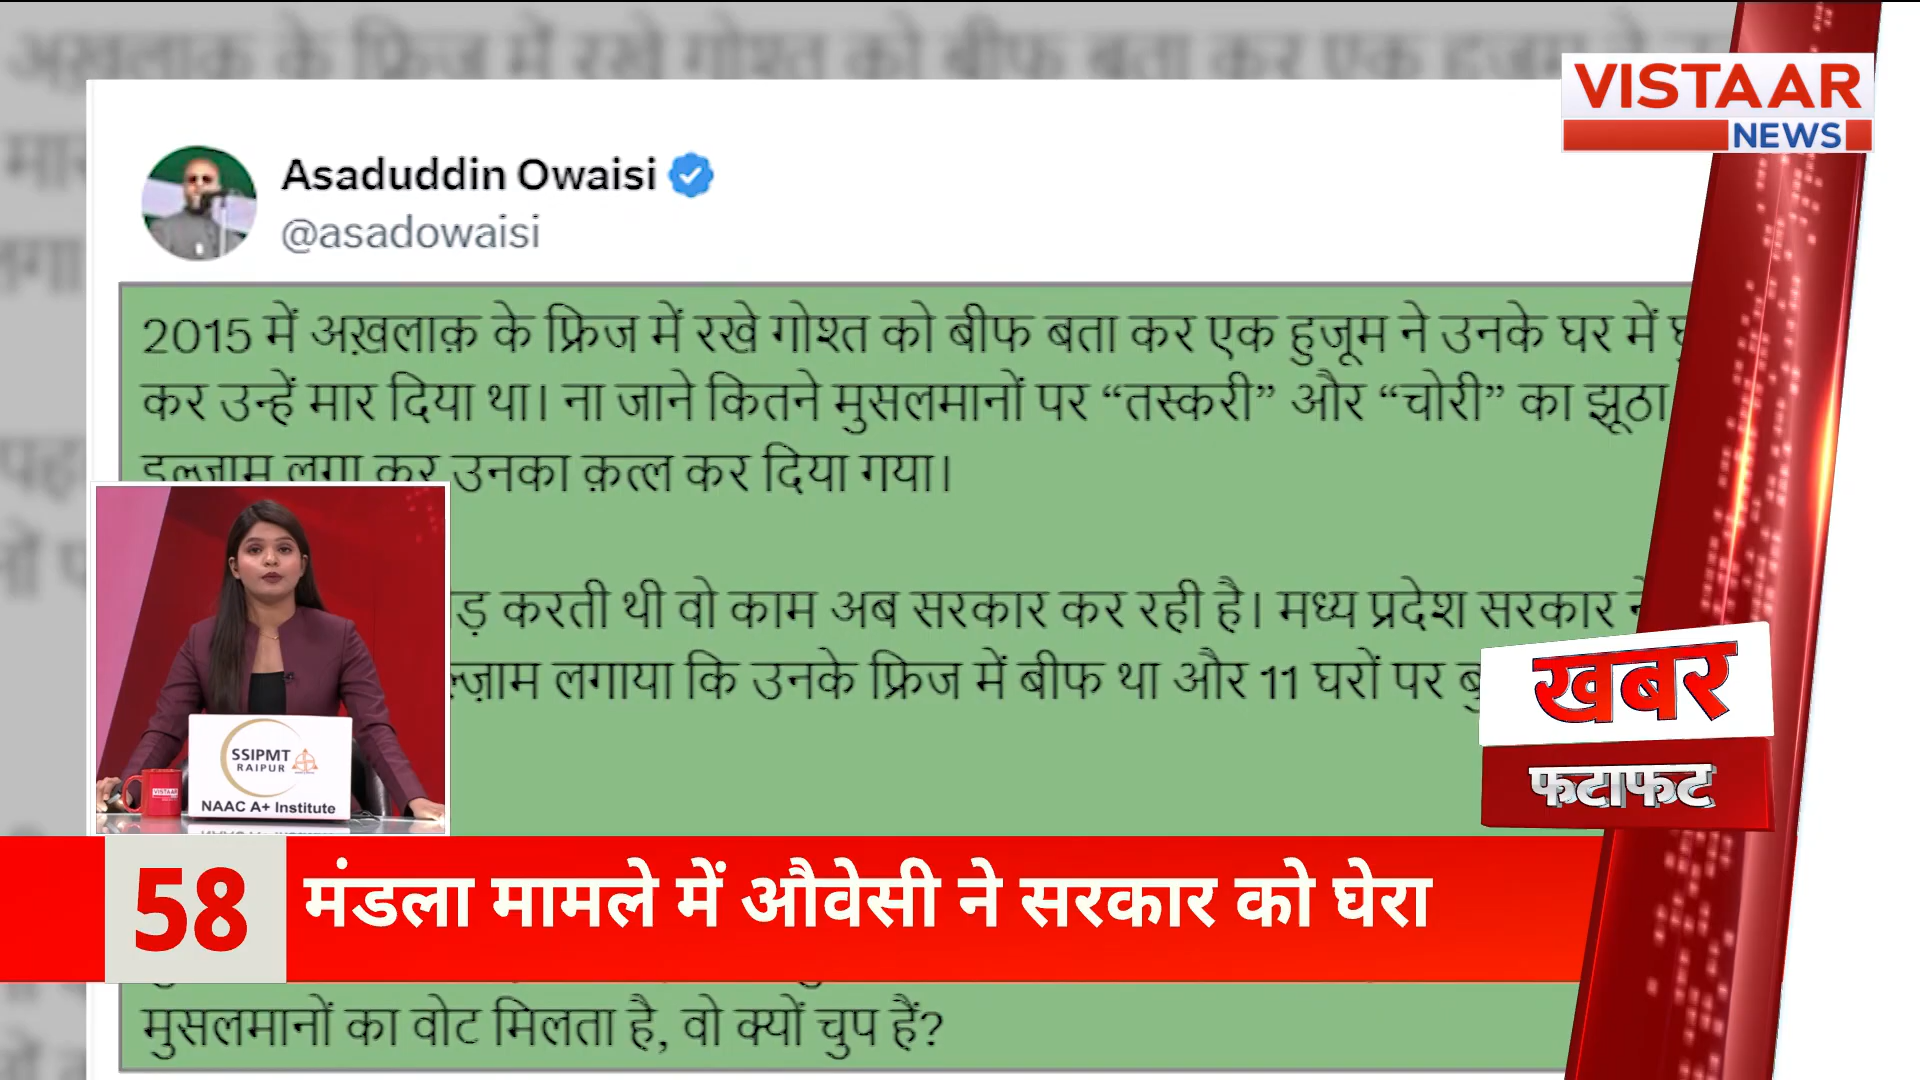 VISTAAR
NEWS
Asaduddin Owaisi
@asadowaisi
2015 में अख़लाक़ के फ्रिज में रखे गोश्त को बीफ बता कर एक हुजूम ने उनके घर में
कर उन्हें मार दिया था। ना जाने कितने मुसलमानों पर “तस्करी” और “चोरी” का झूठा
इल्ज़ाम लगा कर उनका क़त्ल कर दिया गया।
करती थी वो काम अब सरकार कर रही है। मध्य प्रदेश सरकार ने
लगाया कि उनके फ्रिज में बीफ था और 11 घरों पर
खबर
फटाफट
SSIPMT
RAIPUR
NAAC A+ Institute
VISTAAR
58 मंडला मामले में औवेसी ने सरकार को घेरा
मुसलमानों का वोट मिलता है, वो क्यों चुप हैं?